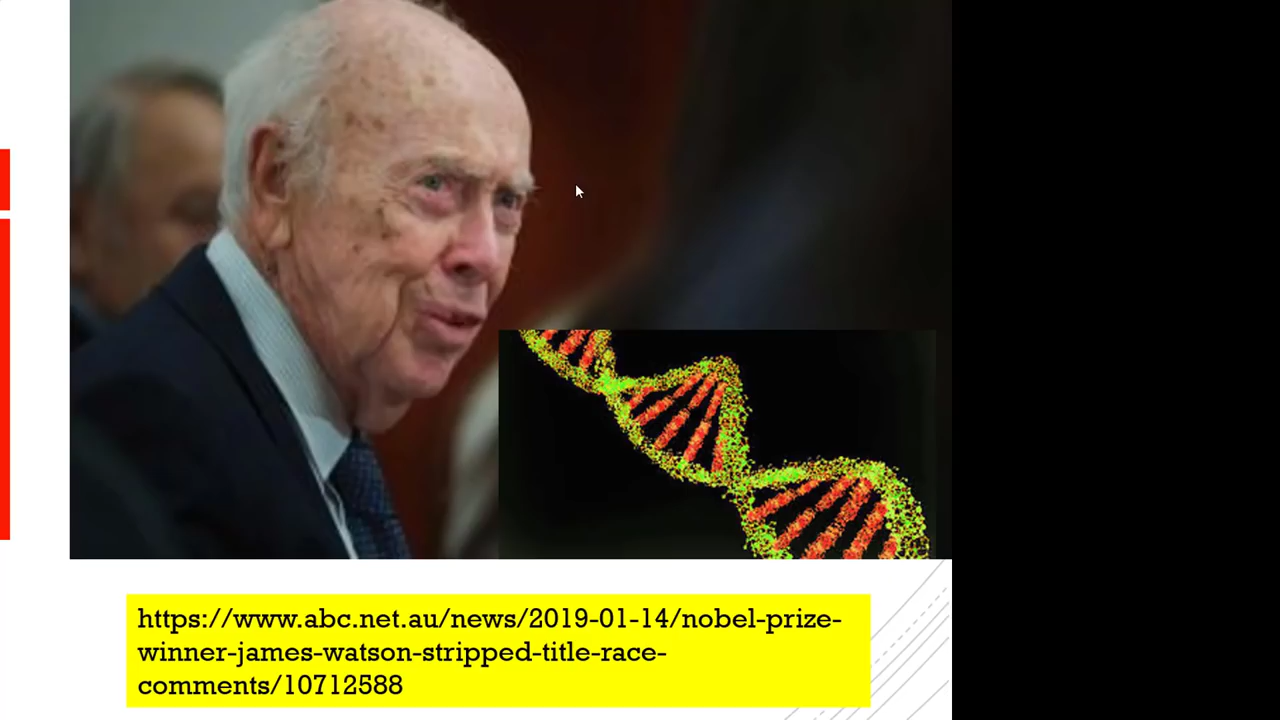 https://www.abc.net.au/news/2019-01-14/nobel-prize-
winner-james-watson-stripped-title-race-
comments/10712588